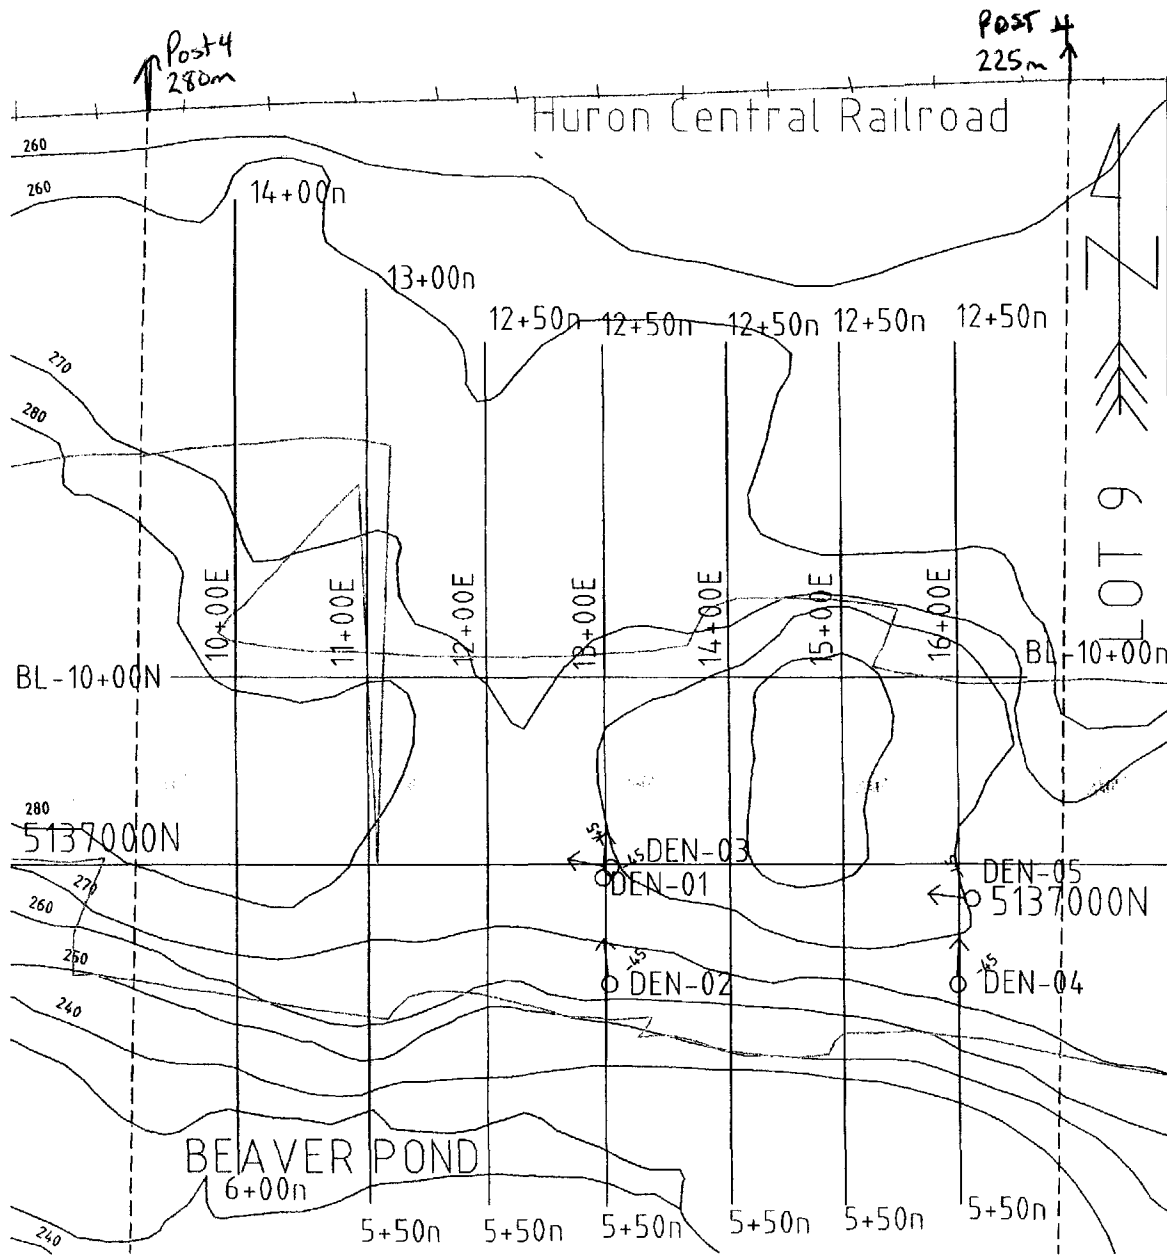 Post 4
280m
POST 4
225m
Huron Central Railroad
260
260
14+00n
13+00n
12+50n
12+50n
12+50n
12+50n
12+50n
N
270
280
LOT 9
10+00E
11+00E
12+00E
13+00E
14+00E
15+00E
16+00E
BL-10+00N
BL-10+00n
280
5137000N
-45
DEN-03
DEN-01
DEN-05
5137000N
270
260
250
-45
DEN-02
-45
DEN-04
240
BEAVER POND
6+00n
5+50n
5+50n
5+50n
5+50n
5+50n
5+50n
240